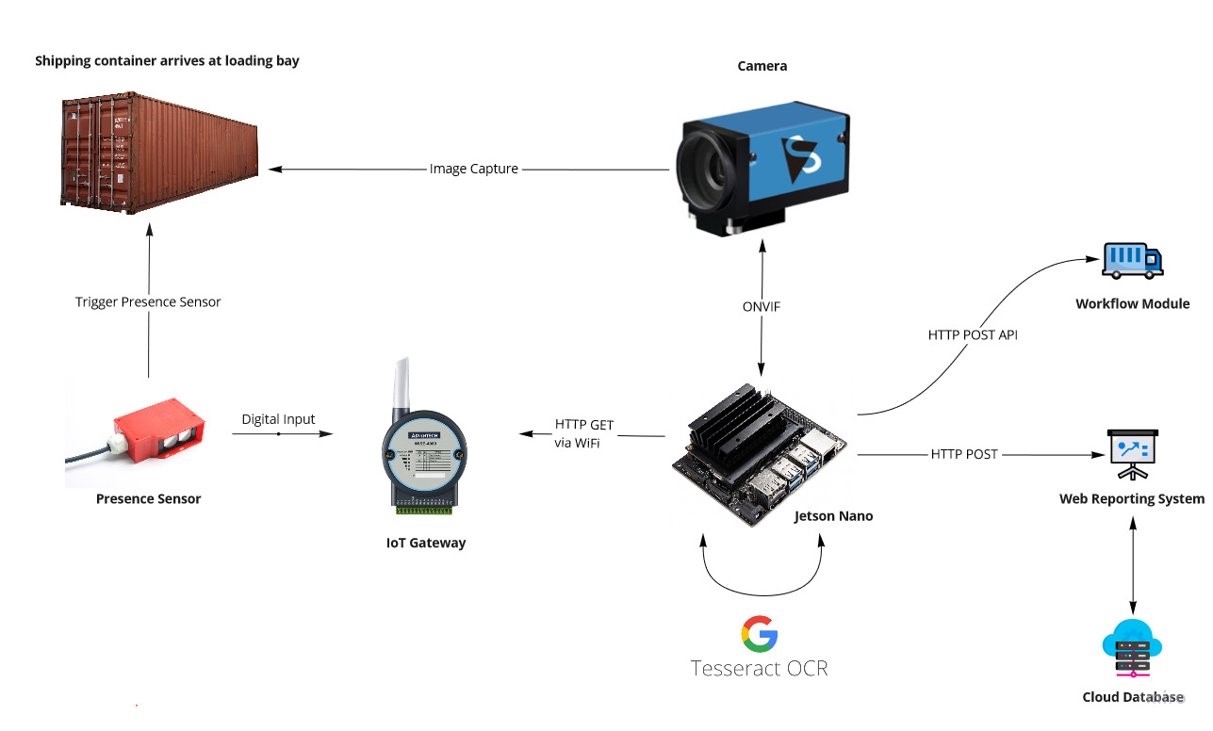 Shipping container arrives at loading bay
Camera
Image Capture
Trigger Presence Sensor
ONVIF
Workflow Module
HTTP POST API
Digital Input
ADVANTECH
HTTP GET
via WiFi
HTTP POST
Presence Sensor
Jetson Nano
Web Reporting System
IoT Gateway
Tesseract OCR
Cloud Database